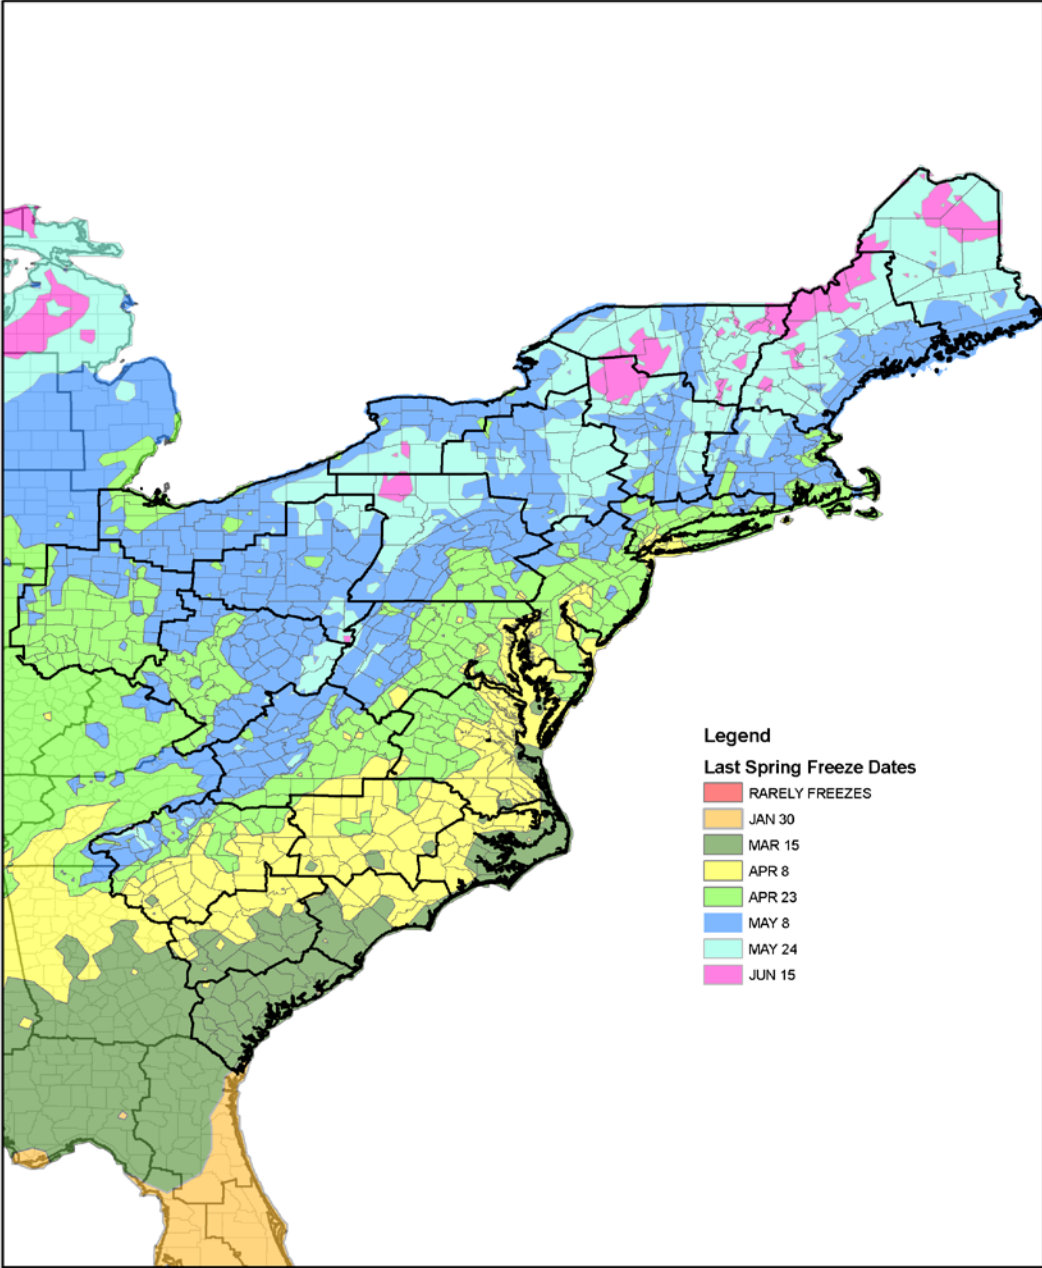 Legend
Last Spring Freeze Dates
RARELY FREEZES
JAN 30
MAR 15
APR 8
APR 23
MAY 8
MAY 24
JUN 15